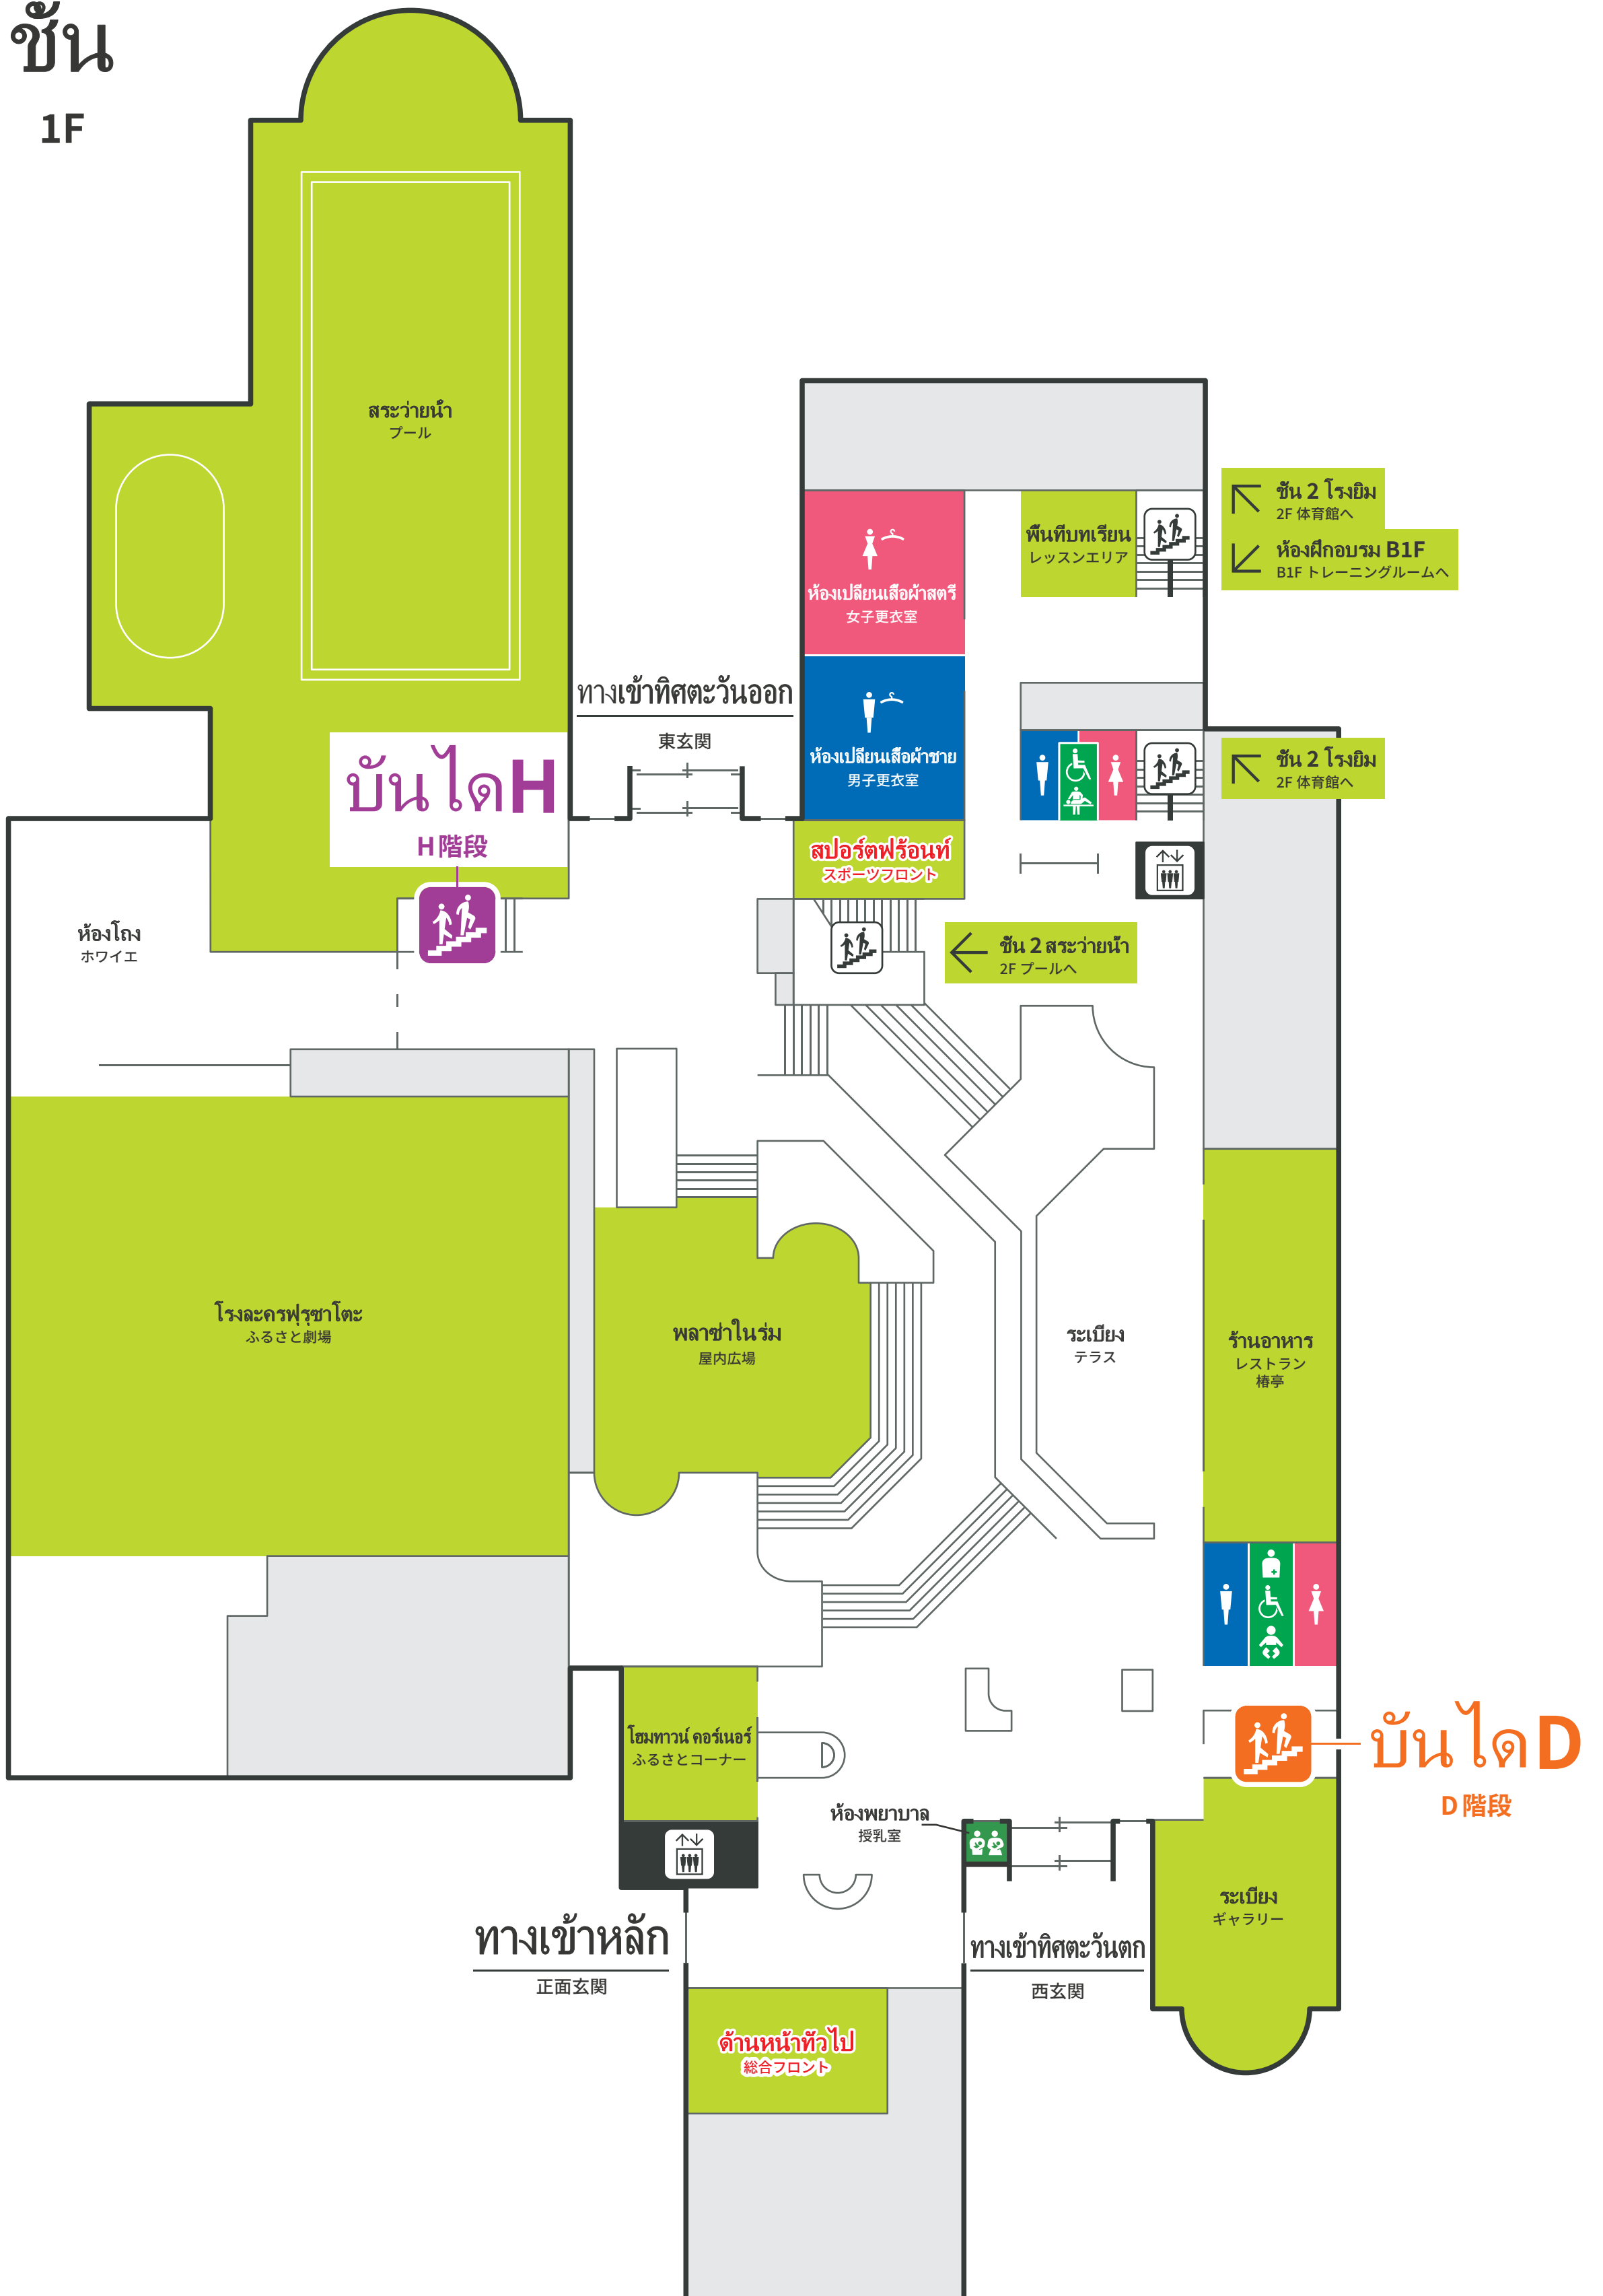 ชั้น
1F
สระว่ายน้ำ
プール
ชั้น 2 โรงยิม
2F 体育館へ
ห้องฝึกอบรม B1F
B1F トレーニングルームへ
พื้นที่บทเรียน
レッスンエリア
ห้องเปลี่ยนเสื้อผ้าสตรี
女子更衣室
ทางเข้าทิศตะวันออก
東玄関
ห้องเปลี่ยนเสื้อผ้าชาย
男子更衣室
ชั้น 2 โรงยิม
2F 体育館へ
บันได H
H 階段
สปอร์ตฟร้อนท์
スポーツフロント
ห้องโถง
ホワイエ
ชั้น 2 สระว่ายน้ำ
2F プールへ
โรงละครฟุรุซาโตะ
ふるさと劇場
พลาซ่าในร่ม
屋内広場
ระเบียง
テラス
ร้านอาหาร
レストラン
椿亭
โฮมทาวน์ คอร์เนอร์
ふるさとコーナー
บันได D
D 階段
ห้องพยาบาล
授乳室
ระเบียง
ギャラリー
ทางเข้าหลัก
正面玄関
ทางเข้าทิศตะวันตก
西玄関
ด้านหน้าทั่วไป
総合フロント